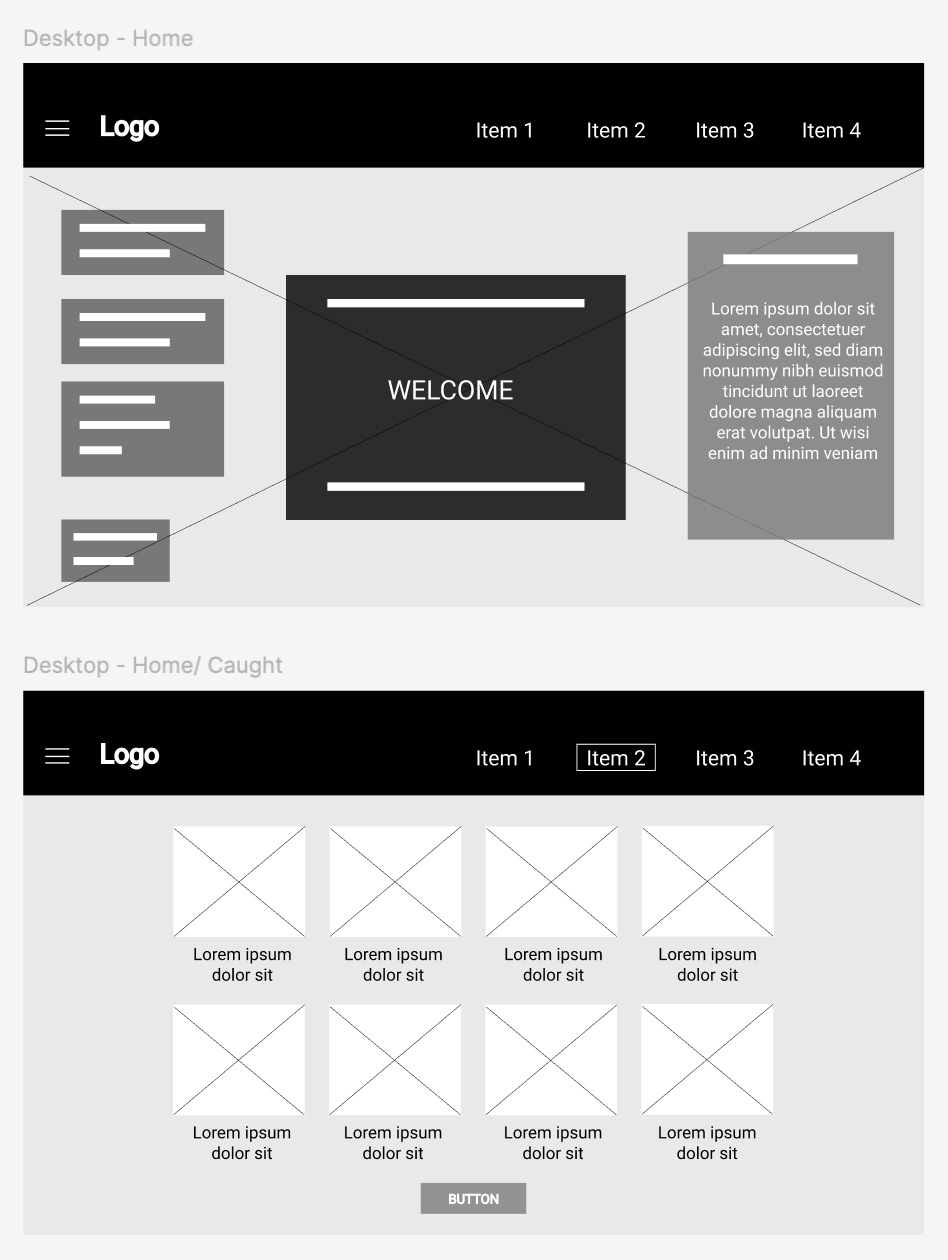 Desktop - Home
Logo
Item 1 Item 2 Item 3 Item 4
WELCOME
Lorem ipsum dolor sit
amet, consectetuer
adipiscing elit, sed diam
nonummy nibh euismod
tincidunt ut laoreet
dolore magna aliquam
erat volutpat. Ut wisi
enim ad minim veniam
Desktop - Home/ Caught
Logo
Item 1 Item 2 Item 3 Item 4
Lorem ipsum
dolor sit
Lorem ipsum
dolor sit
Lorem ipsum
dolor sit
Lorem ipsum
dolor sit
Lorem ipsum
dolor sit
Lorem ipsum
dolor sit
Lorem ipsum
dolor sit
Lorem ipsum
dolor sit
BUTTON